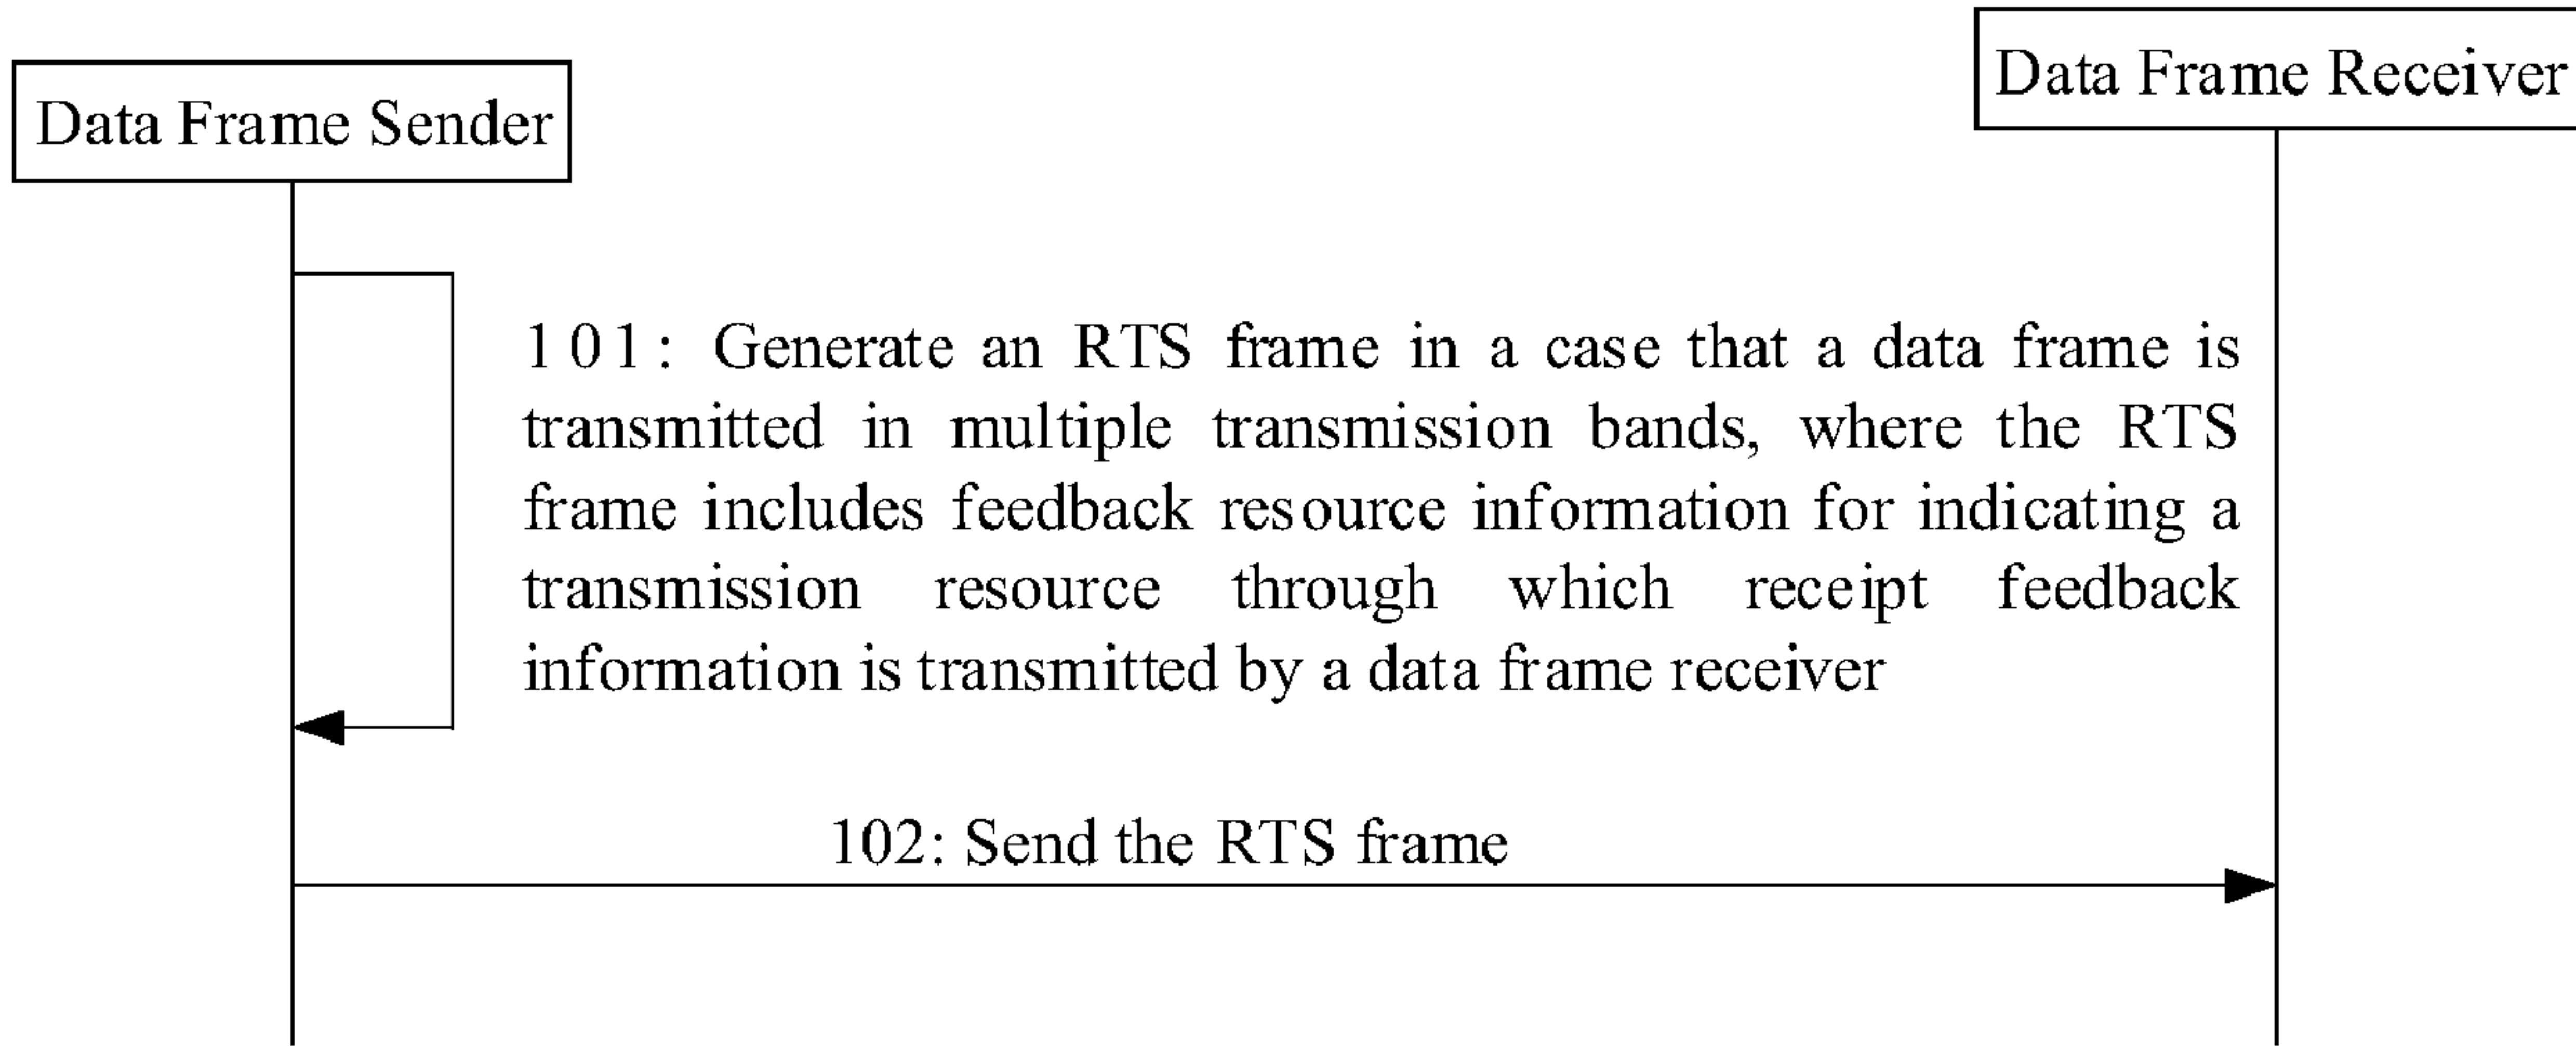 Data Frame Sender
Data Frame Receiver
101: Generate an RTS frame in a case that a data frame is
transmitted in multiple transmission bands, where the RTS
frame includes feedback resource information for indicating a
transmission resource through which receipt feedback
information is transmitted by a data frame receiver
102: Send the RTS frame